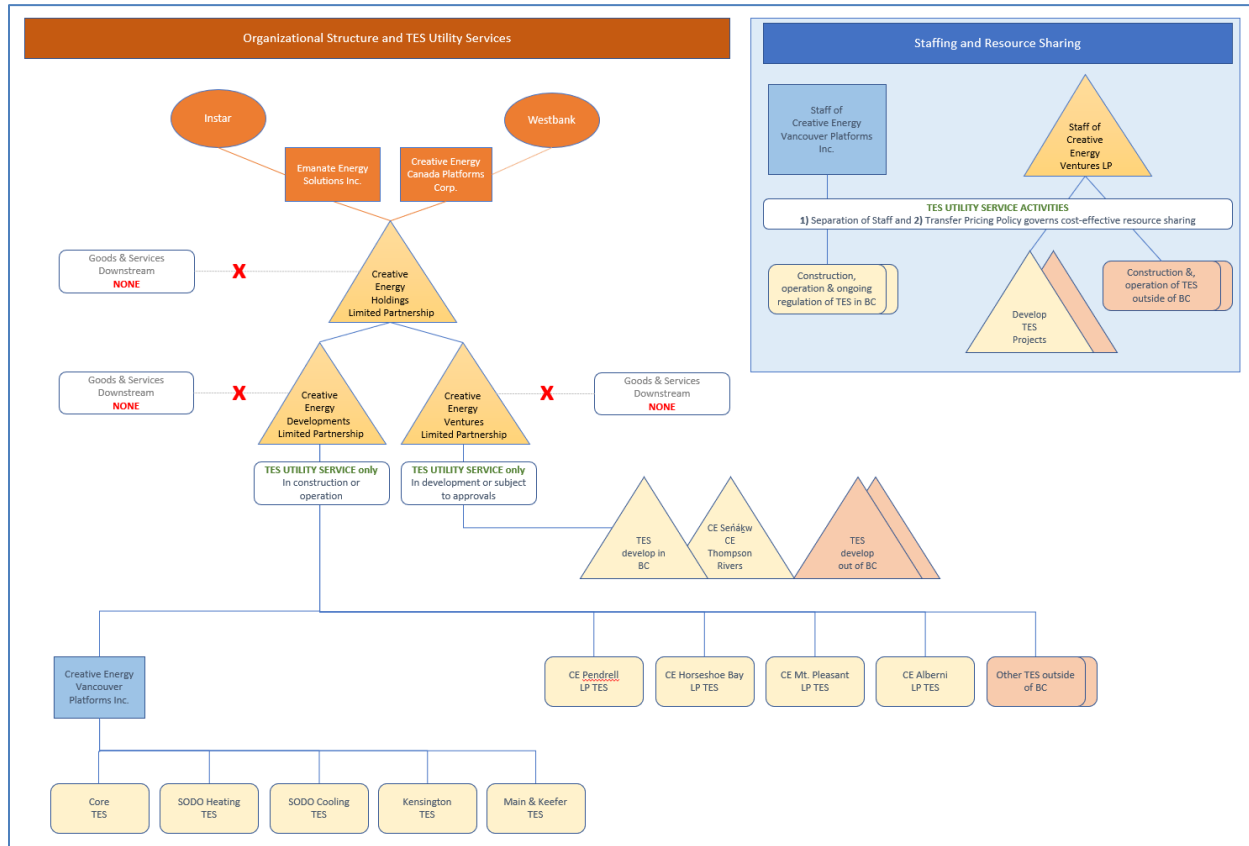 Organizational Structure and TES Utility Services
Instar
Westbank
Emanate Energy
Solutions Inc.
Creative Energy
Canada Platforms
Corp.
Goods & Services
Downstream
NONE
X
Creative
Energy
Holdings
Limited Partnership
Goods & Services
Downstream
NONE
X
Creative
Energy
Developments
Limited Partnership
Creative
Energy
Ventures
Limited Partnership
X
Goods & Services
Downstream
NONE
TES UTILITY SERVICE only
In construction or
operation
TES UTILITY SERVICE only
In development or subject
to approvals
TES
develop in
BC
CE Seńáḵw
CE
Thompson
Rivers
TES
develop
out of BC
Creative Energy
Vancouver
Platforms Inc.
CE Pendrell
LP TES
CE Horseshoe Bay
LP TES
CE Mt. Pleasant
LP TES
CE Alberni
LP TES
Other TES outside
of BC
Core
TES
SODO Heating
TES
SODO Cooling
TES
Kensington
TES
Main & Keefer
TES
Staffing and Resource Sharing
Staff of
Creative Energy
Vancouver Platforms
Inc.
Staff of
Creative
Energy
Ventures LP
TES UTILITY SERVICE ACTIVITIES
1) Separation of Staff and 2) Transfer Pricing Policy governs cost-effective resource sharing
Construction,
operation & ongoing
regulation of TES in BC
Develop
TES
Projects
Construction &,
operation of TES
outside of BC